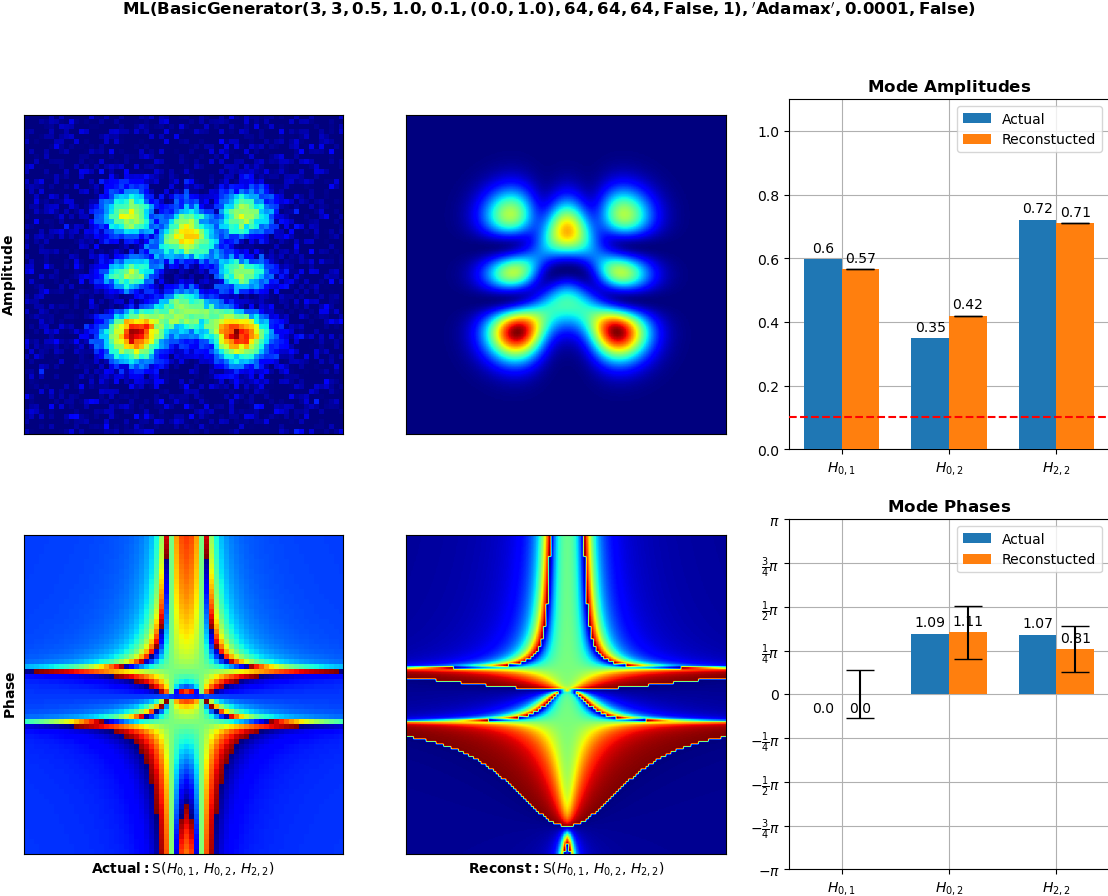 ML(BasicGenerator(3, 3, 0.5, 1.0, 0.1, (0.0, 1.0), 64, 64, 64, False, 1), ′Adamax′, 0.0001, False)
Amplitude
Mode Amplitudes
Actual
Reconstucted
1.0
0.8
0.6
0.4
0.2
0.0
0.6
0.57
0.35
0.42
0.72
0.71
H0,1
H0,2
H2,2
Phase
Actual: S(H0,1, H0,2, H2,2)
Reconst: S(H0,1, H0,2, H2,2)
Mode Phases
Actual
Reconstucted
π
3/4π
1/2π
1/4π
0
−1/4π
−1/2π
−3/4π
−π
0.0
0.0
1.09
1.11
1.07
0.81
H0,1
H0,2
H2,2